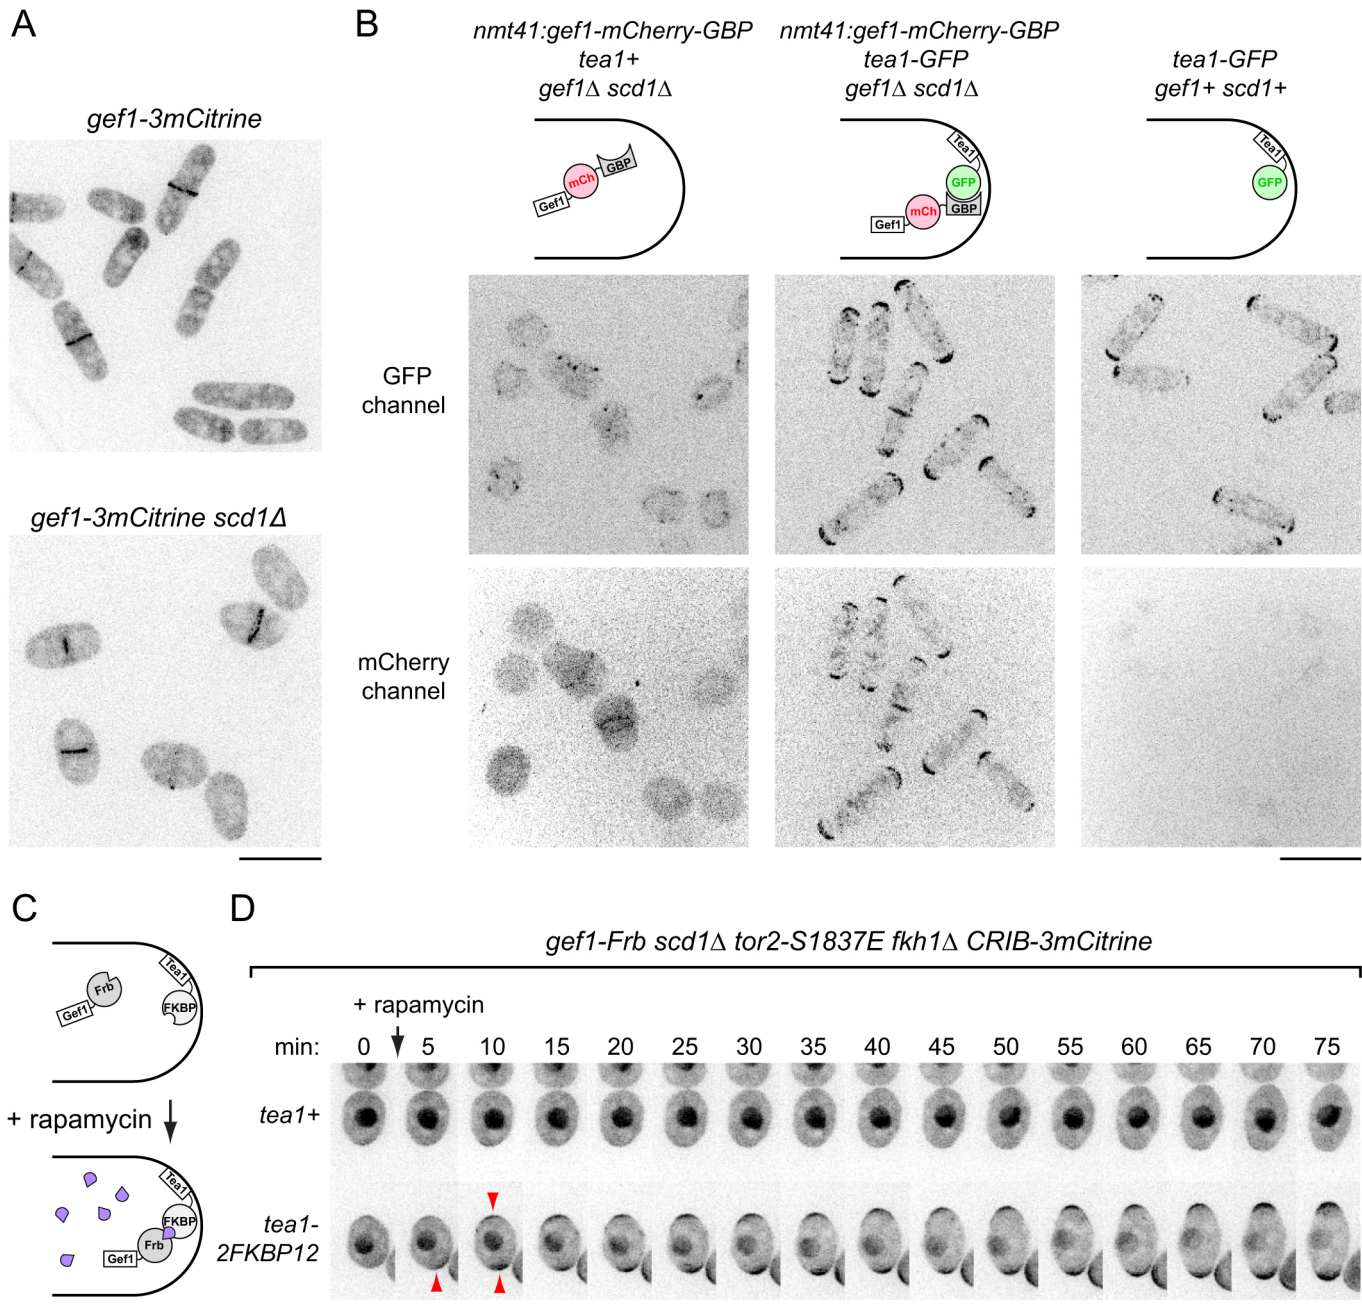 A
gef1-3mCitrine
gef1-3mCitrine scd1Δ
B
nmt41:gef1-mCherry-GBP
tea1+
gef1Δ scd1Δ
nmt41:gef1-mCherry-GBP
tea1-GFP
gef1Δ scd1Δ
tea1-GFP
gef1+ scd1+
Gef1
mCh
GBP
Tea1
GFP
GBP
mCh
Gef1
Tea1
GFP
GFP
channel
mCherry
channel
C
Gef1
Frb
Tea1
FKBP
+ rapamycin
Tea1
FKBP
Frb
Gef1
D
gef1-Frb scd1Δ tor2-S1837E fkh1Δ CRIB-3mCitrine
+ rapamycin
min: 0 5 10 15 20 25 30 35 40 45 50 55 60 65 70 75
tea1+
tea1-
2FKBP12